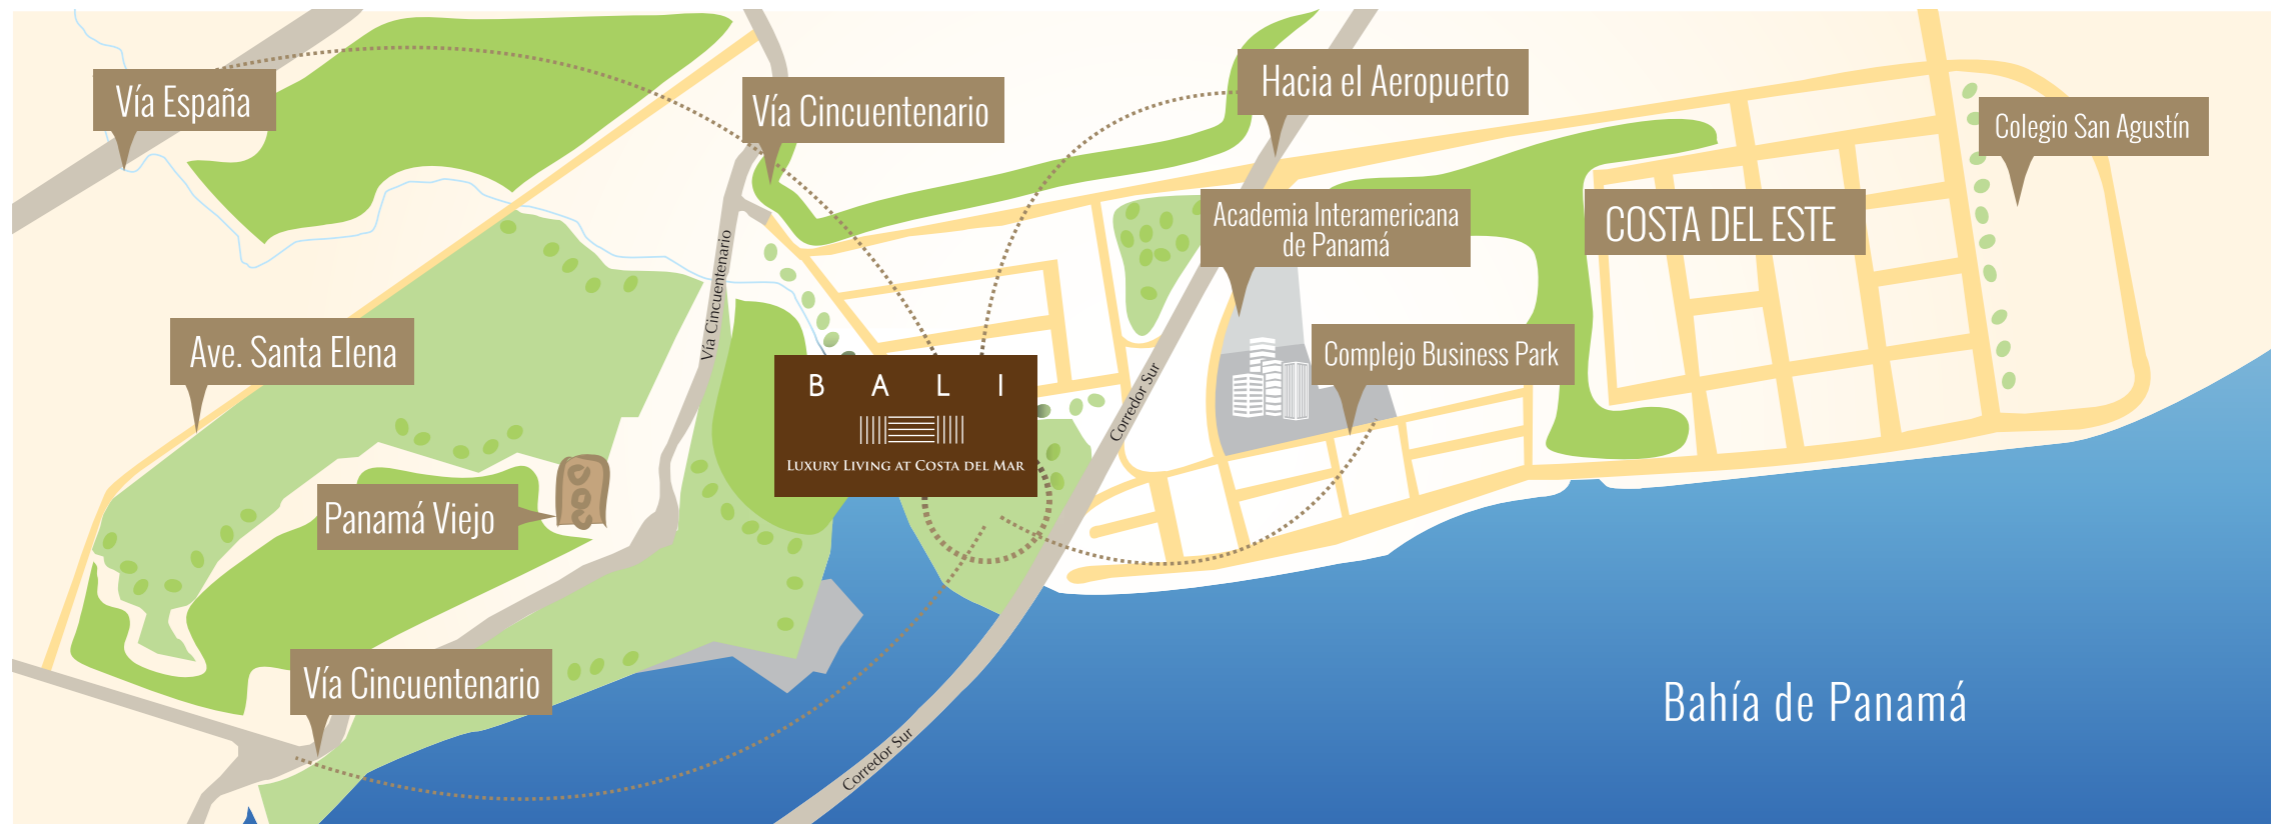 Vía España
Vía Cincuentenario
Hacia el Aeropuerto
Colegio San Agustín
Academia Interamericana
de Panamá
COSTA DEL ESTE
Vía Cincuentenario
Ave. Santa Elena
Complejo Business Park
BALI
LUXURY LIVING AT COSTA DEL MAR
Corredor Sur
Panamá Viejo
Vía Cincuentenario
Bahía de Panamá
Corredor Sur